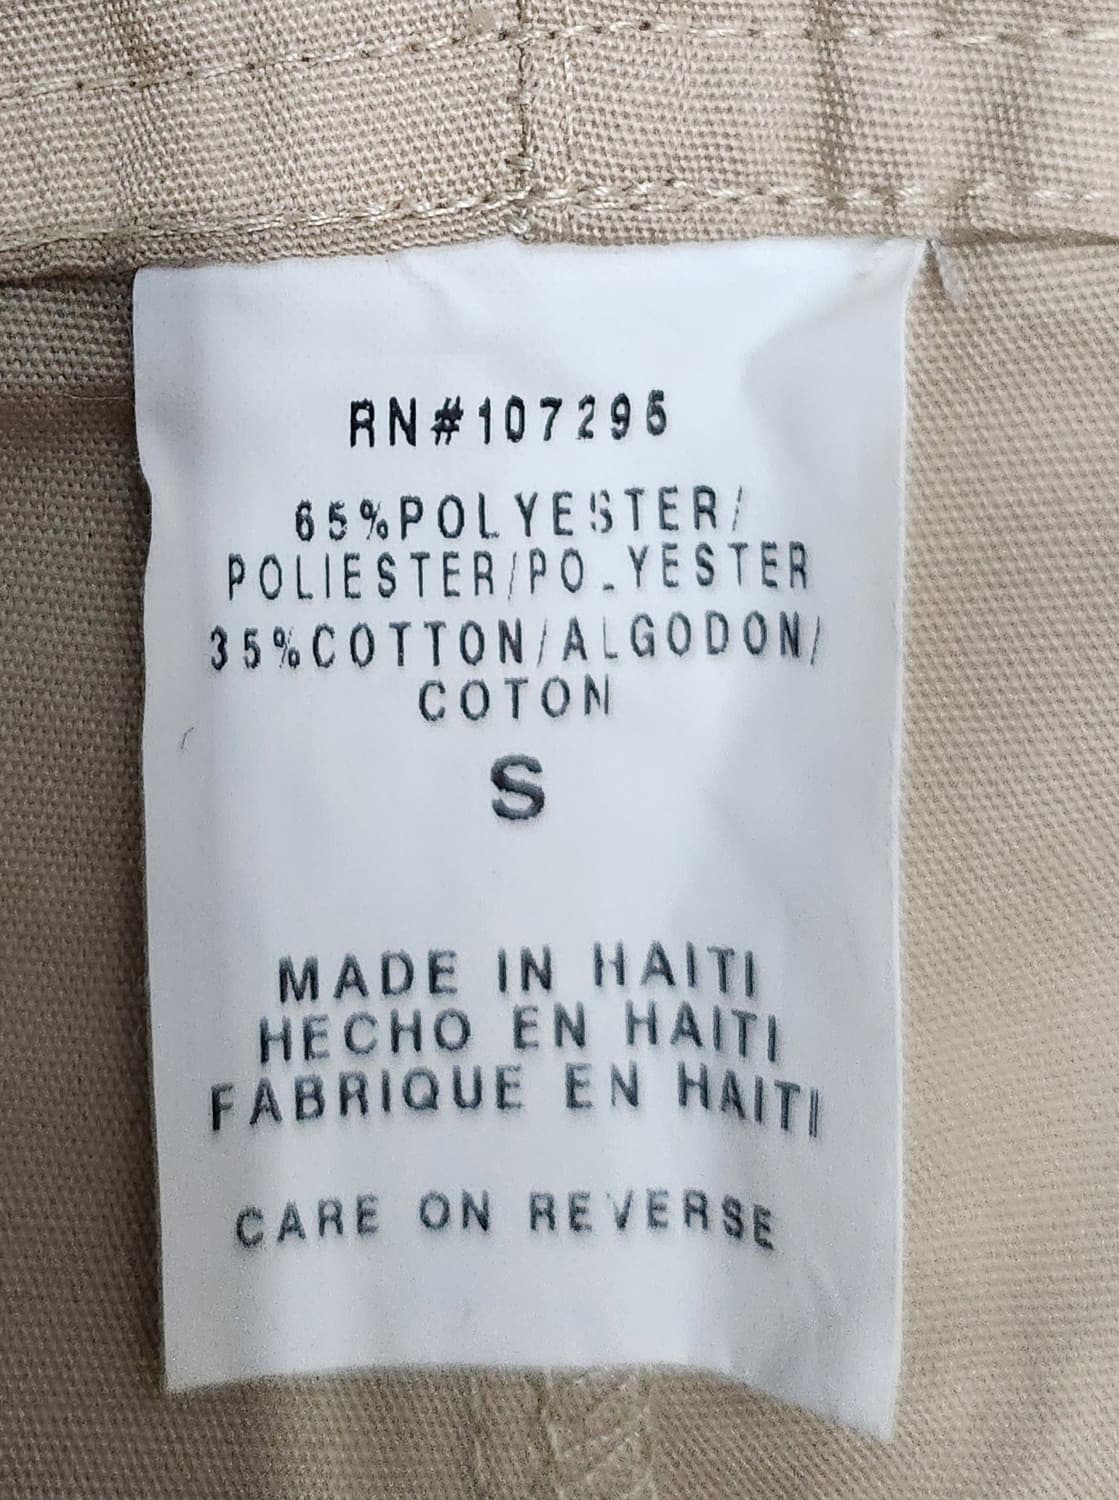 RN#107295
65%POLYESTER/
POLIESTER/POLYESTER
35%COTTON/ALGODON/
COTON
S
MADE IN HAITI
HECHO EN HAITI
FABRIQUE EN HAITI
CARE ON REVERSE